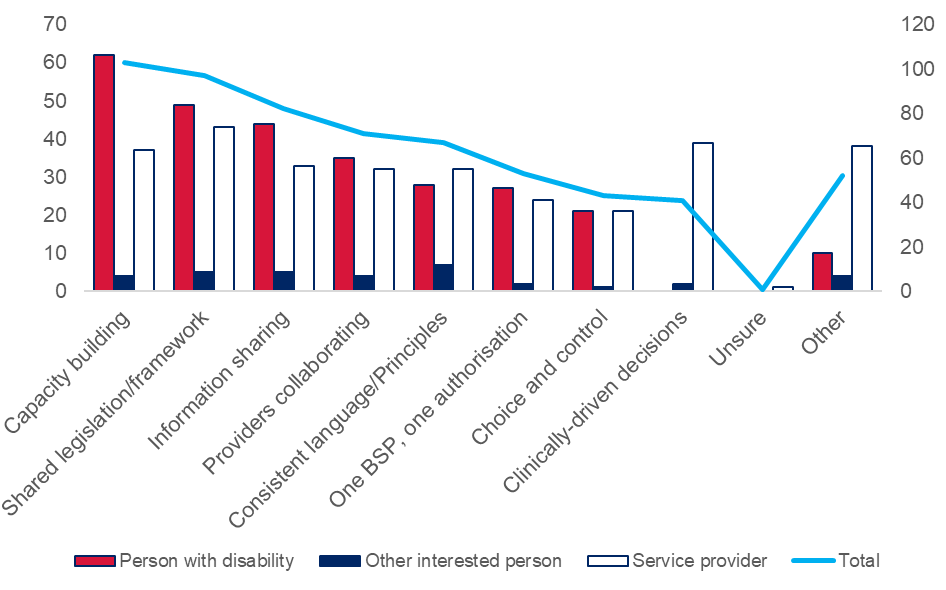 70
60
50
40
30
20
10
0
120
100
80
60
40
20
0
Capacity building
Shared legislation/framework
Information sharing
Providers collaborating
Consistent language/Principles
One BSP, one authorisation
Choice and control
Clinically-driven decisions
Unsure
Other
Person with disability
Other interested person
Service provider
Total